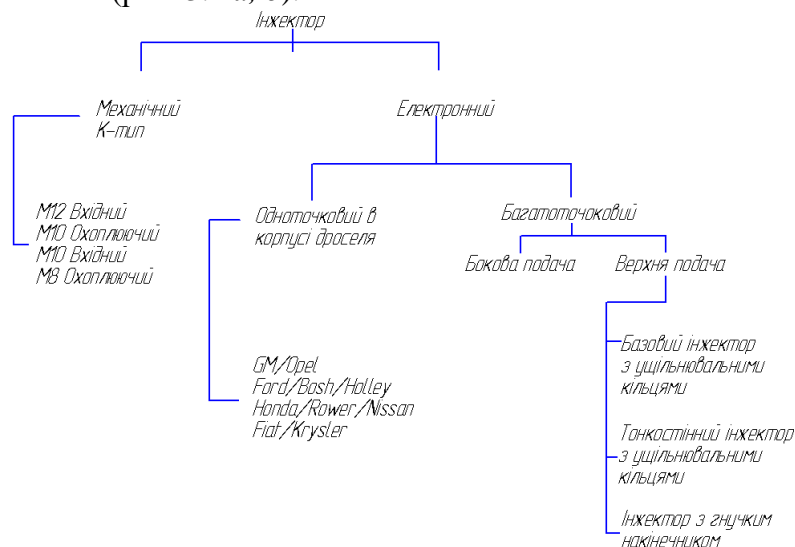 Інжектор
Механічний
К-тип
Електронний
М12 Вхідний
М10 Охоплюючий
М10 Вхідний
М8 Охоплюючий
Одноточковий в
корпусі дроселя
Багатоточоковий
Бокова подача
Верхня подача
GM/Opel
Ford/Bosh/Holley
Honda/Rower/Nissan
Fiat/Krysler
Базовий інжектор
з ущільнювальними
кільцями
Тонкостінний інжектор
з ущільнювальними
кільцями
Інжектор з гнучким
накінечником